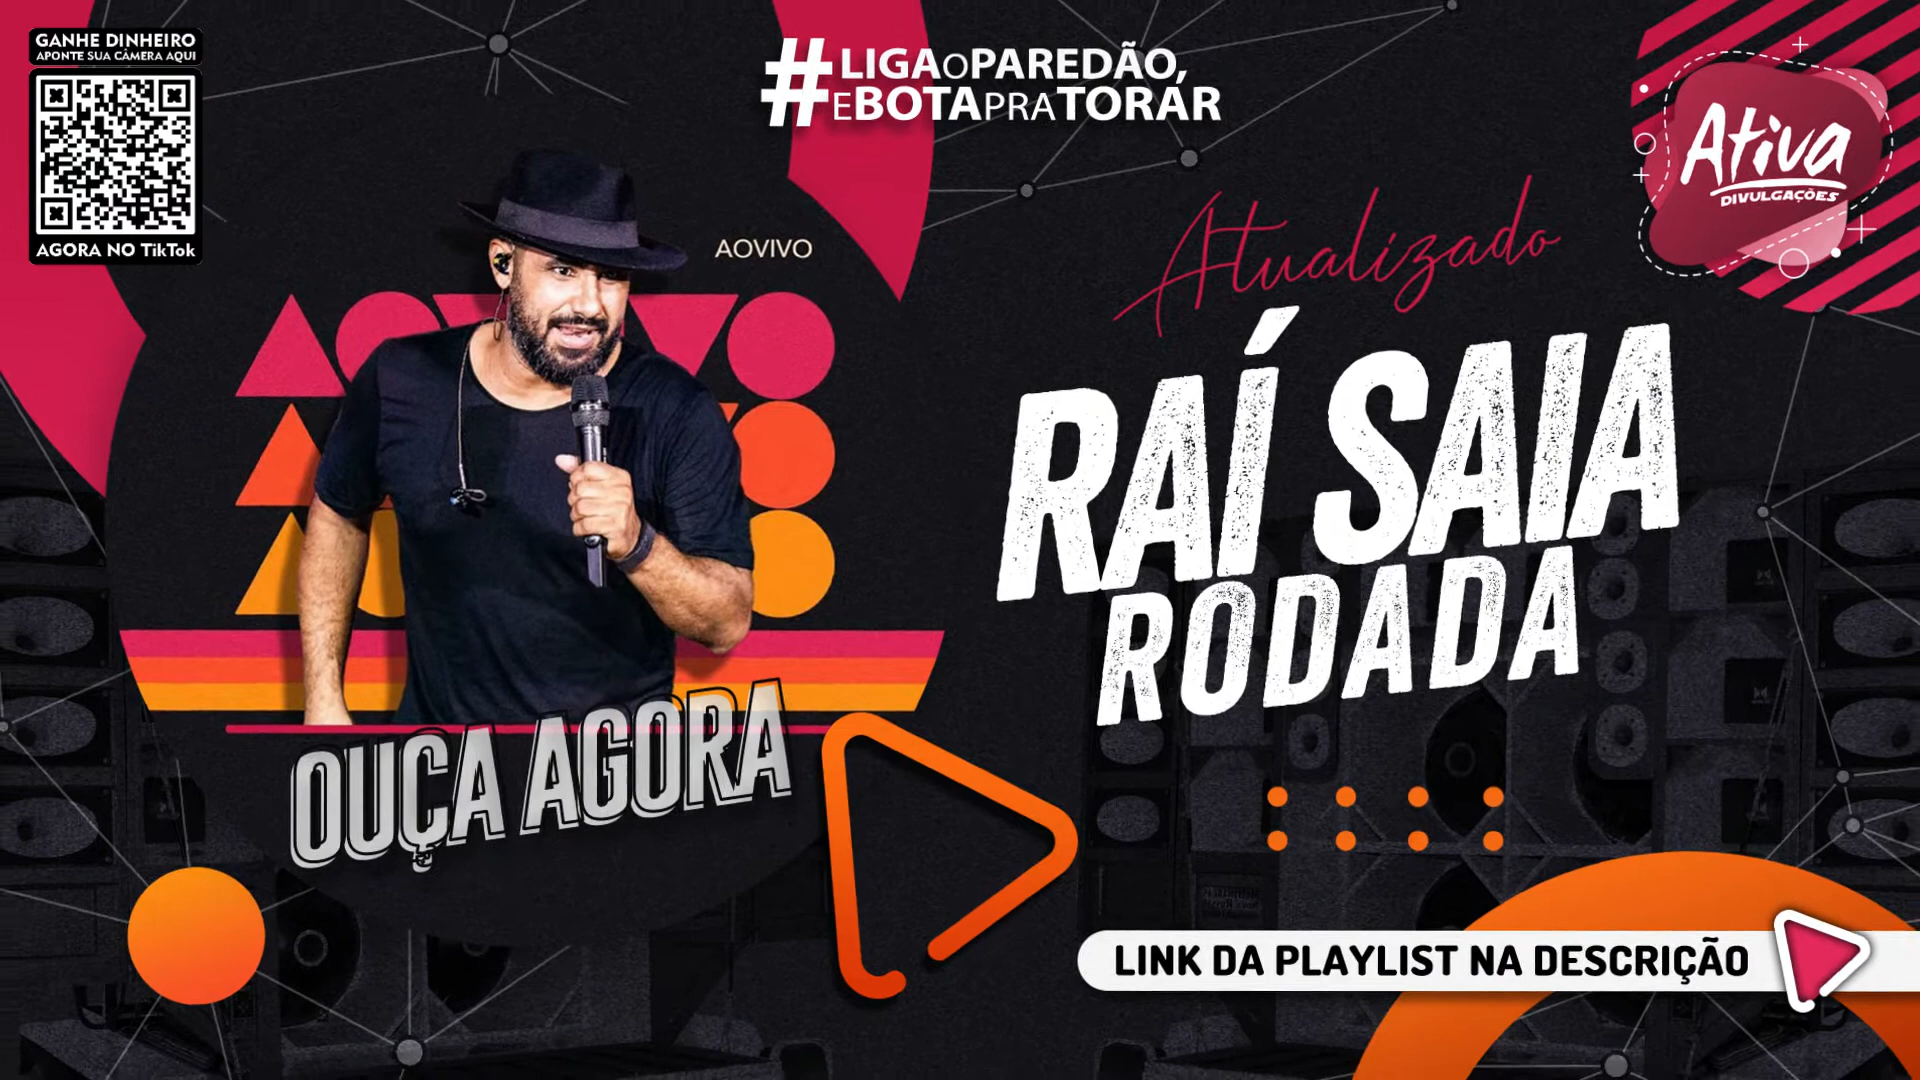 GANHE DINHEIRO
APONTE SUA CÂMERA AQUI
AGORA NO TikTok
#LIGAOPAREDÃO,
EBOTAPRATORAR
Ativa
DIVULGAÇÕES
AOVIVO
Atualizado
RAÍ SAIA
RODADA
OUÇA AGORA
LINK DA PLAYLIST NA DESCRIÇÃO